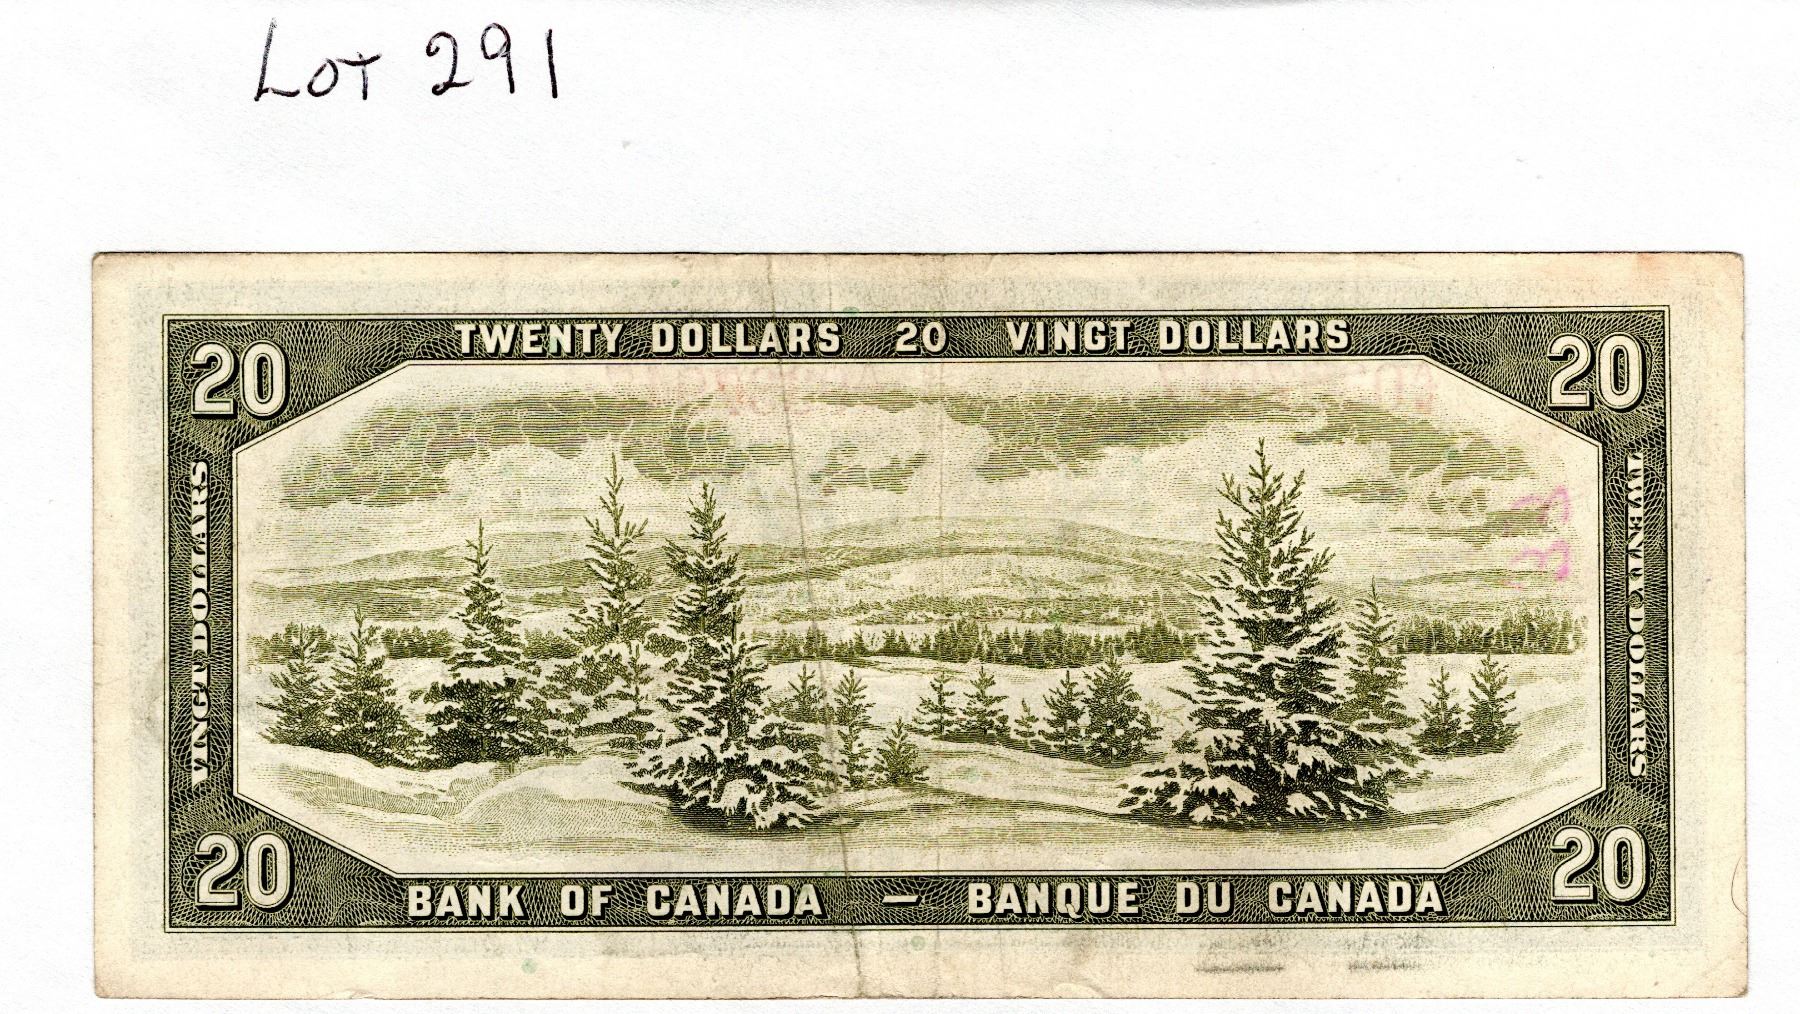 Lot 291
TWENTY DOLLARS 20 VINGT DOLLARS
20
20
VINGT DOLLARS
TWENTY DOLLARS
20
20
BANK OF CANADA — BANQUE DU CANADA